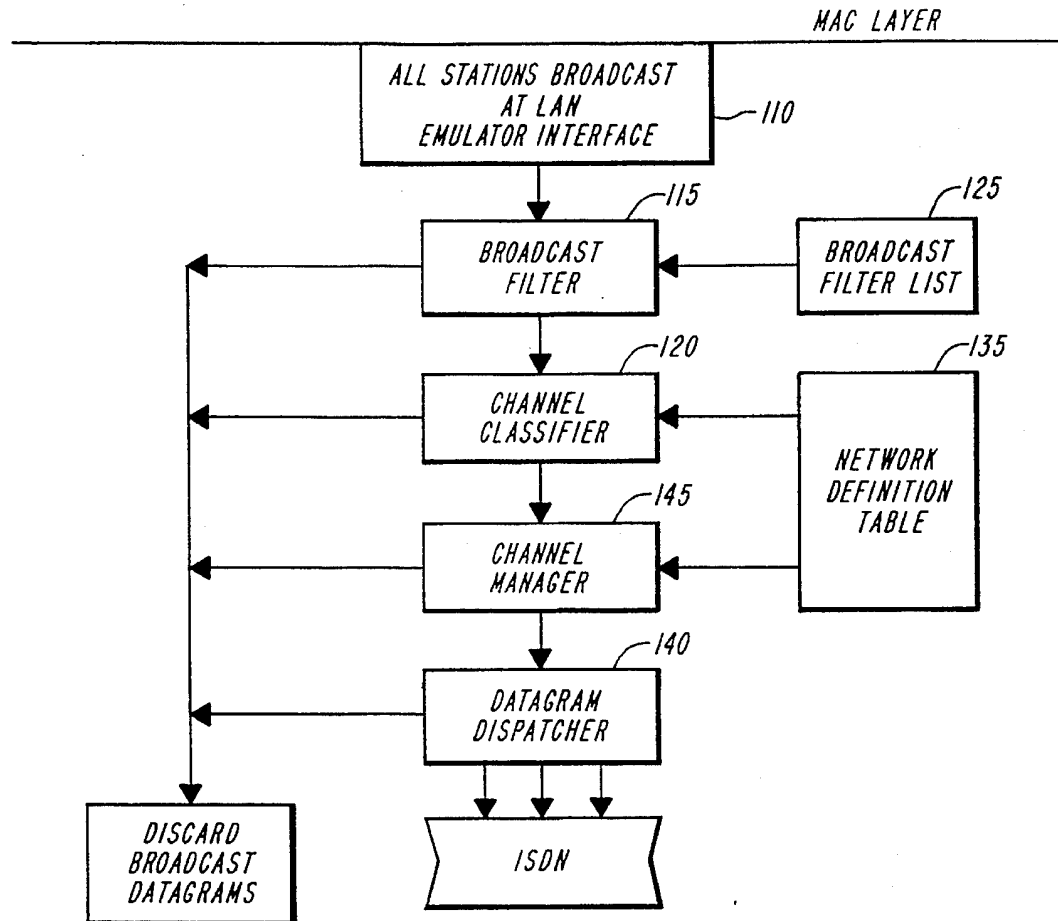 MAC LAYER
ALL STATIONS BROADCAST
AT LAN
EMULATOR INTERFACE
110
115
125
BROADCAST
FILTER
BROADCAST
FILTER LIST
120
135
CHANNEL
CLASSIFIER
NETWORK
DEFINITION
TABLE
145
CHANNEL
MANAGER
140
DATAGRAM
DISPATCHER
DISCARD
BROADCAST
DATAGRAMS
ISDN